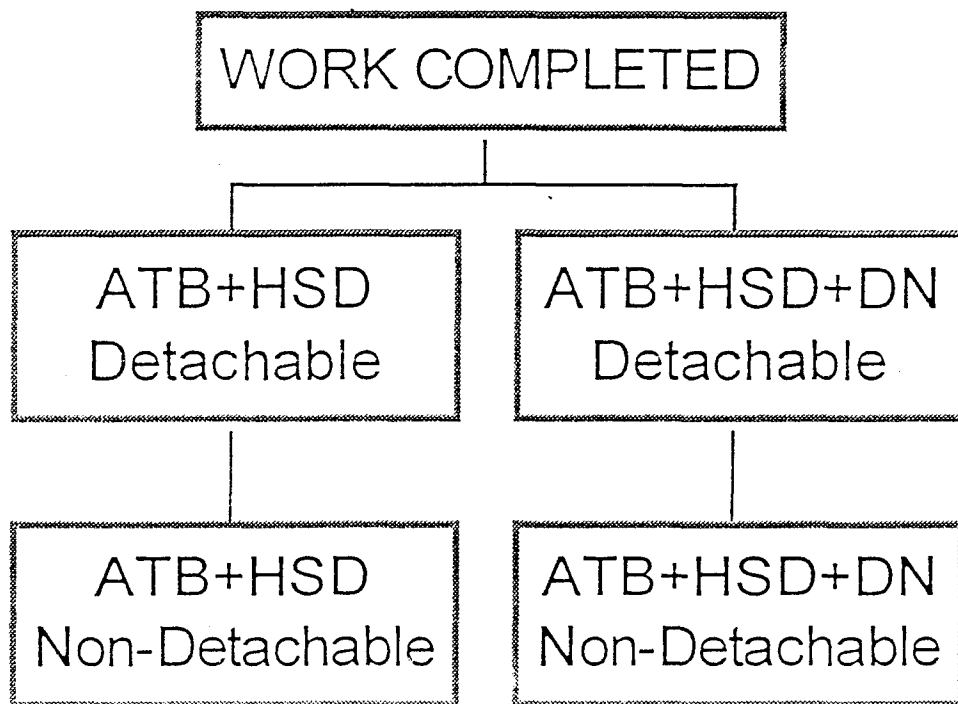 WORK COMPLETED
ATB+HSD
Detachable
ATB+HSD+DN
Detachable
ATB+HSD
Non-Detachable
ATB+HSD+DN
Non-Detachable